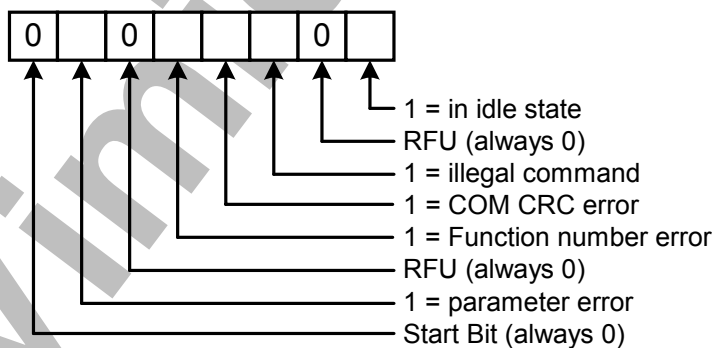 0 0 0
1 = in idle state
RFU (always 0)
1 = illegal command
1 = COM CRC error
1 = Function number error
RFU (always 0)
1 = parameter error
Start Bit (always 0)